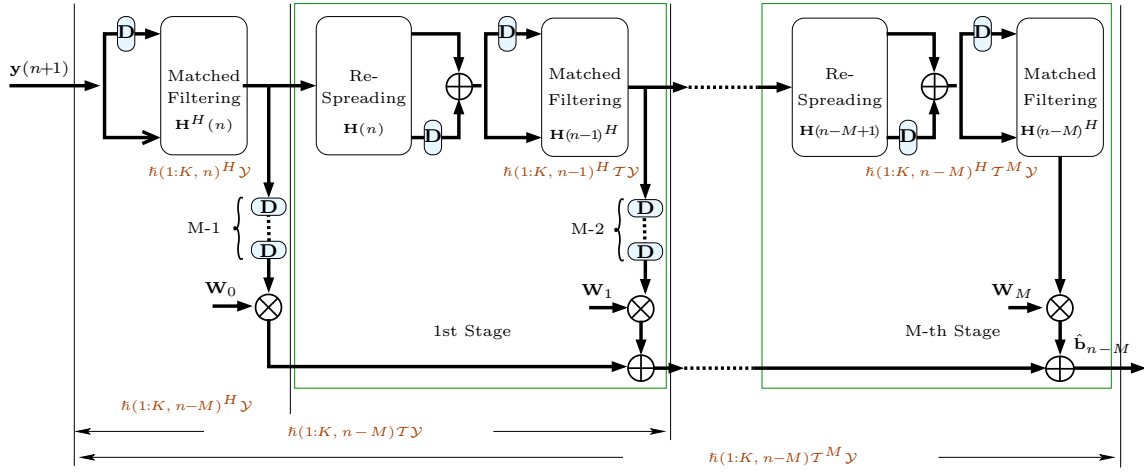 y(n+1)
D
Matched
Filtering
H^H(n)
Re-
Spreading
H(n)
D
D
Matched
Filtering
H(n−1)^H
Re-
Spreading
H(n−M+1)
D
D
Matched
Filtering
H(n−M)^H
ℏ(1:K, n)^H 𝒴
ℏ(1:K, n−1)^H 𝒯𝒴
ℏ(1:K, n−M)^H 𝒯^M 𝒴
M-1
D
D
M-2
D
D
W_0
W_1
W_M
1st Stage
M-th Stage
b̂_{n−M}
ℏ(1:K, n−M)^H 𝒴
ℏ(1:K, n−M)𝒯𝒴
ℏ(1:K, n−M)𝒯^M 𝒴